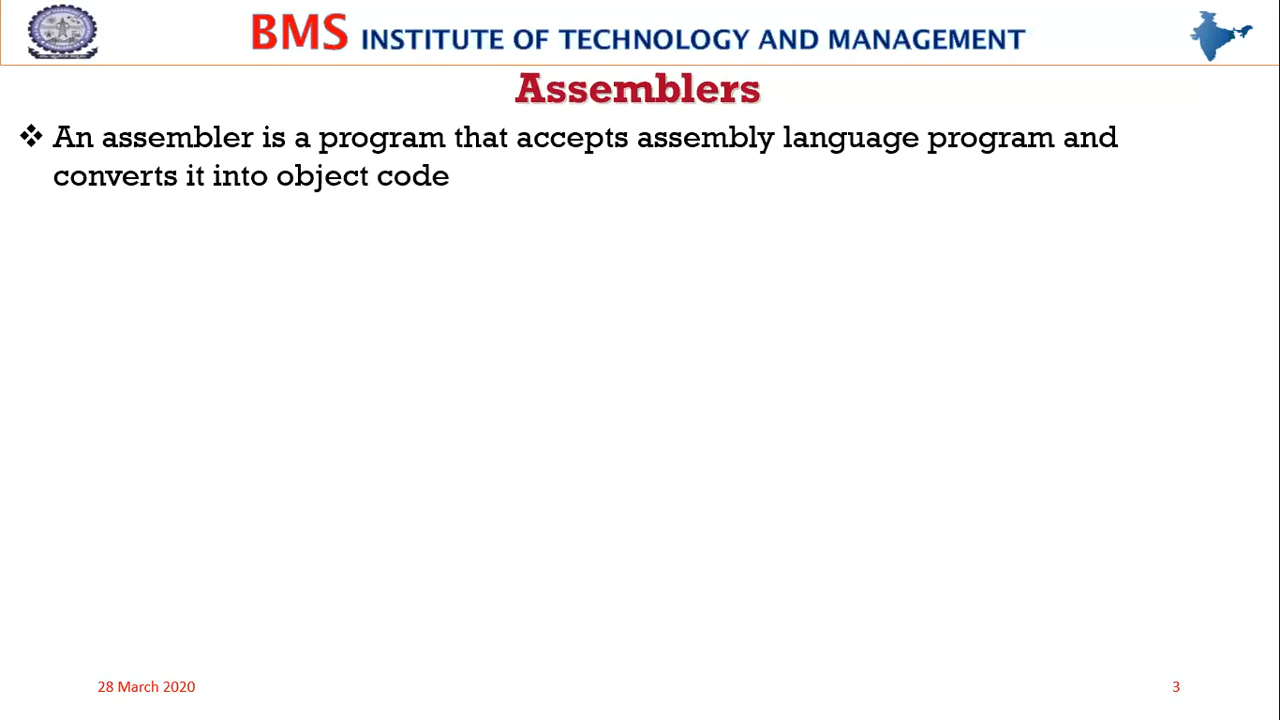 BMS INSTITUTE OF TECHNOLOGY AND MANAGEMENT
Assemblers
❖ An assembler is a program that accepts assembly language program and
converts it into object code
28 March 2020
3